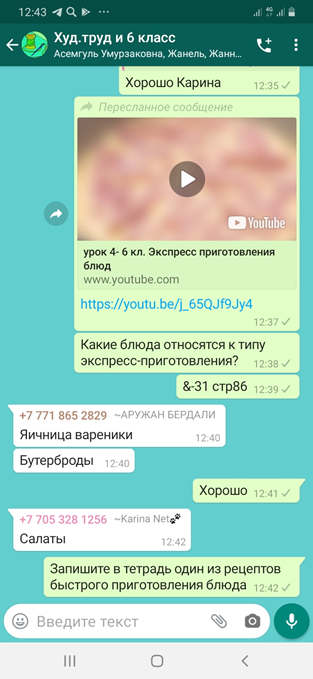 12:43
Худ.труд и 6 класс
Асемгуль Умурзаковна, Жанель, Жанн...
Хорошо Карина
12:35
Пересланное сообщение
YouTube
урок 4- 6 кл. Экспресс приготовления
блюд
www.youtube.com
https://youtu.be/j_65QJf9Jy4
12:37
Какие блюда относятся к типу
экспресс-приготовления?
12:38
&-31 стр86
12:39
+7 771 865 2829 ~АРУЖАН БЕРДАЛИ
Яичница вареники
12:40
Бутерброды
12:40
Хорошо
12:41
+7 705 328 1256 ~Karina Net🐾
Салаты
12:42
Запишите в тетрадь один из рецептов
быстрого приготовления блюда
12:42
Введите текст